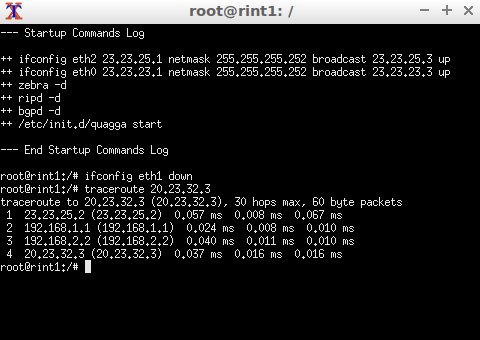 root@rint1: /
--- Startup Commands Log
++ ifconfig eth2 23.23.25.1 netmask 255.255.255.252 broadcast 23.23.25.3 up
++ ifconfig eth0 23.23.23.1 netmask 255.255.255.252 broadcast 23.23.23.3 up
++ zebra -d
++ ripd -d
++ bgpd -d
++ /etc/init.d/quagga start
--- End Startup Commands Log
root@rint1:/# ifconfig eth1 down
root@rint1:/# traceroute 20.23.32.3
traceroute to 20.23.32.3 (20.23.32.3), 30 hops max, 60 byte packets
1 23.23.25.2 (23.23.25.2) 0.057 ms 0.008 ms 0.067 ms
2 192.168.1.1 (192.168.1.1) 0.024 ms 0.008 ms 0.010 ms
3 192.168.2.2 (192.168.2.2) 0.040 ms 0.011 ms 0.010 ms
4 20.23.32.3 (20.23.32.3) 0.037 ms 0.016 ms 0.016 ms
root@rint1:/#